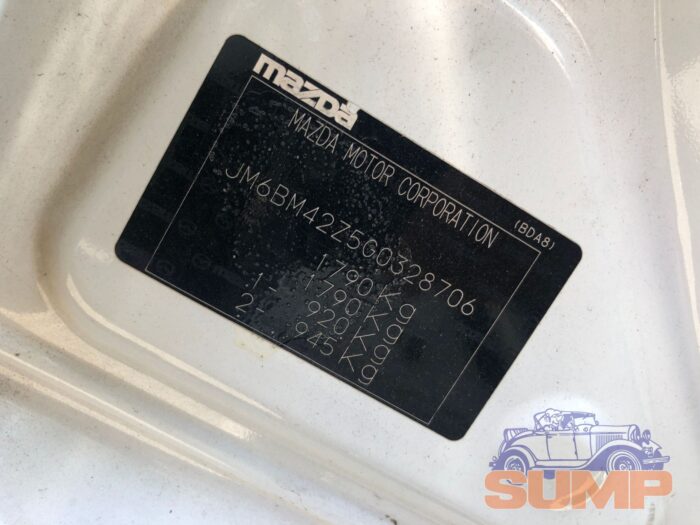 mazda
MAZDA MOTOR CORPORATION (BDA8)
JM6BM42Z5G0328706
1790Kg
1790Kg
1- 920Kg
2- 945Kg
SUMP